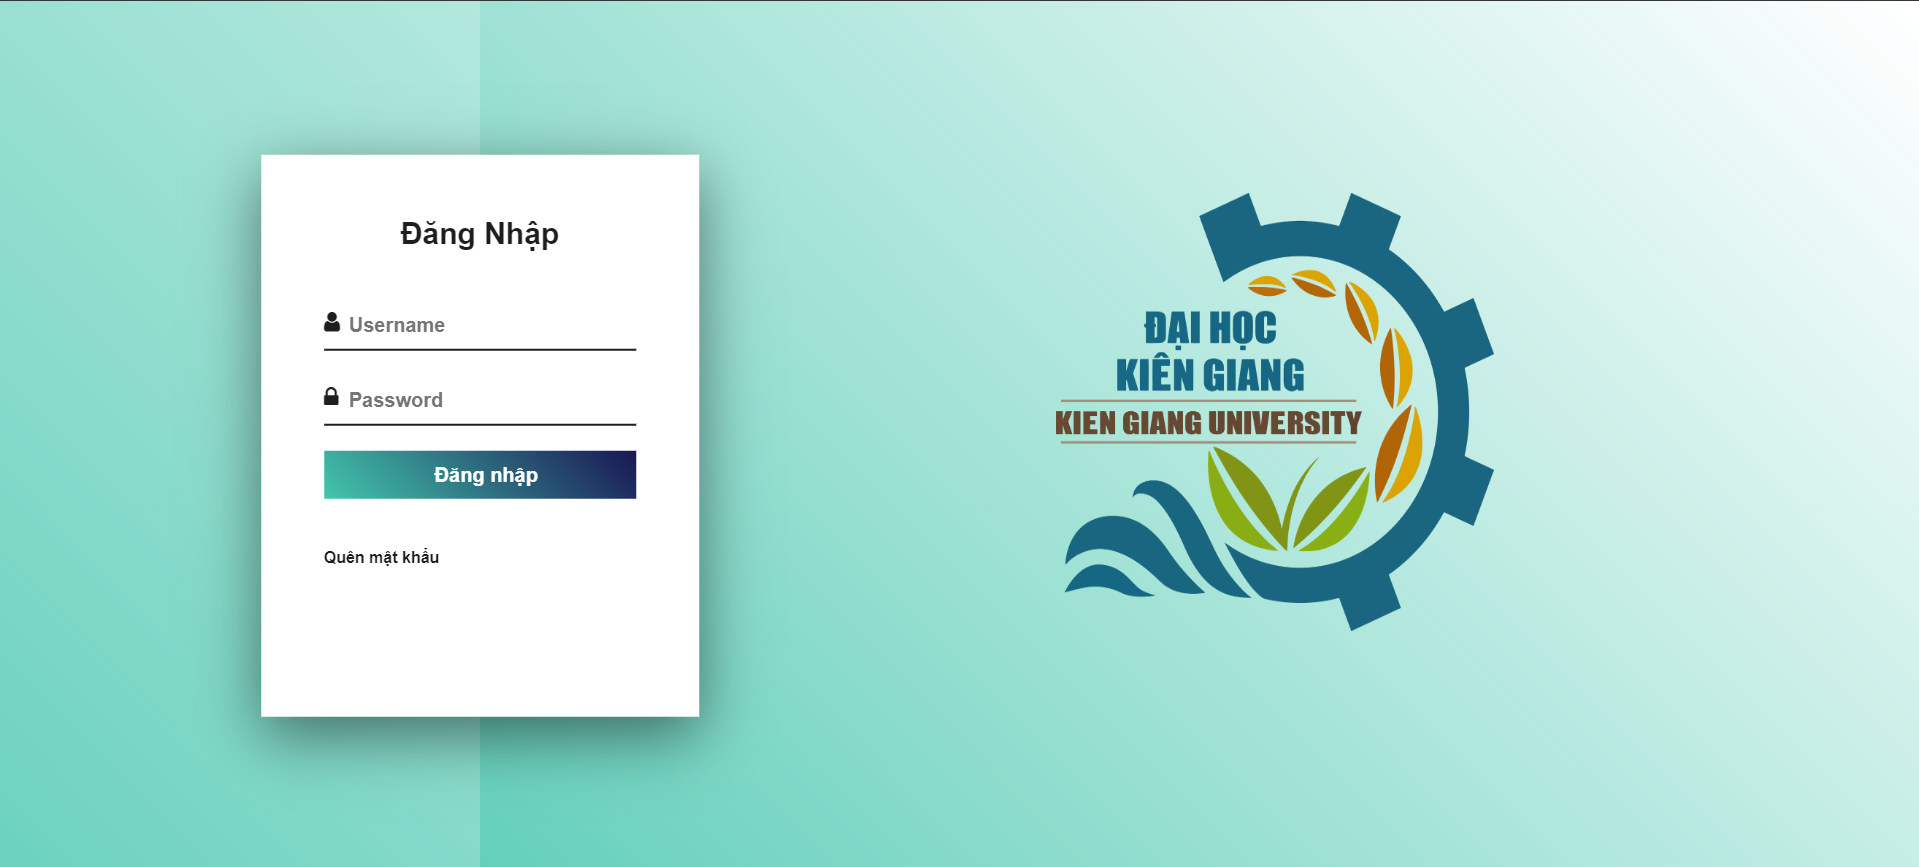 Đăng Nhập
Username
Password
Đăng nhập
Quên mật khẩu
ĐẠI HỌC
KIÊN GIANG
KIEN GIANG UNIVERSITY